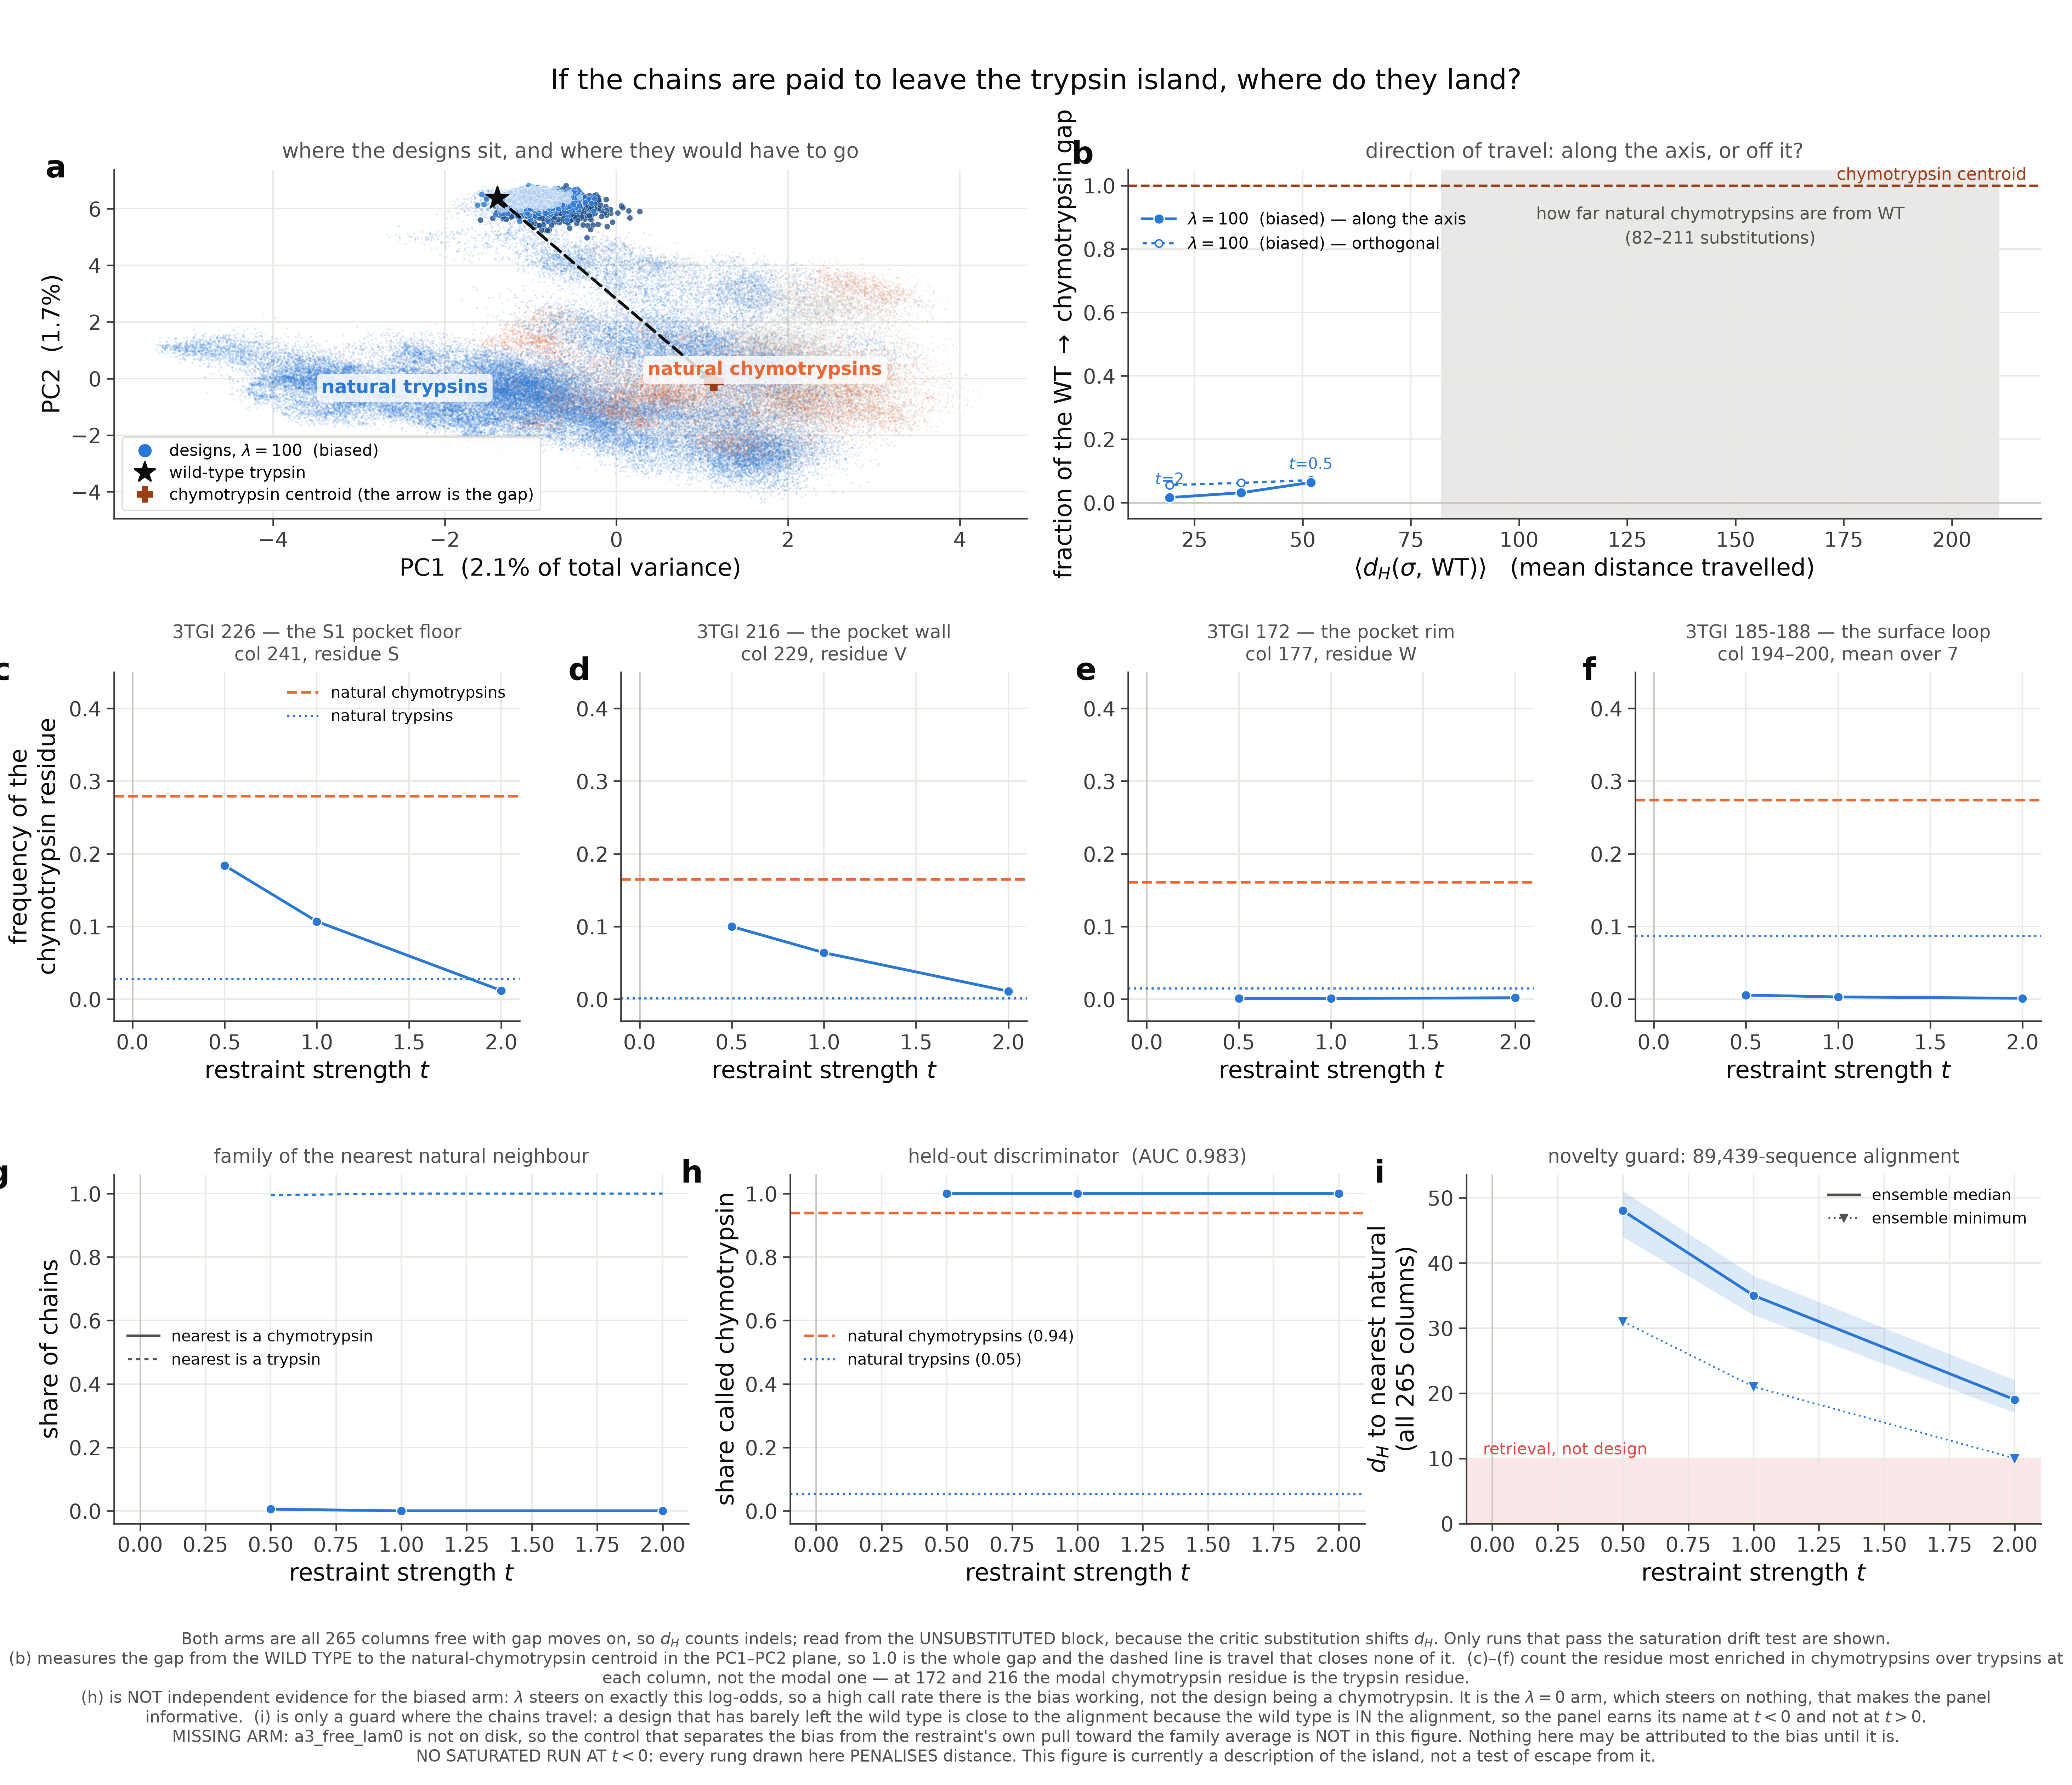 If the chains are paid to leave the trypsin island, where do they land?
a
where the designs sit, and where they would have to go
PC2 (1.7%)
6
4
2
0
−2
−4
natural trypsins
natural chymotrypsins
designs, λ = 100 (biased)
wild-type trypsin
chymotrypsin centroid (the arrow is the gap)
−4
−2
0
2
4
PC1 (2.1% of total variance)
b
direction of travel: along the axis, or off it?
fraction of the WT → chymotrypsin gap
1.0
0.8
0.6
0.4
0.2
0.0
chymotrypsin centroid
λ = 100 (biased) — along the axis
λ = 100 (biased) — orthogonal
how far natural chymotrypsins are from WT
(82–211 substitutions)
t=2
t=0.5
25
50
75
100
125
150
175
200
⟨dH(σ, WT)⟩ (mean distance travelled)
c
3TGI 226 — the S1 pocket floor
col 241, residue S
frequency of the
chymotrypsin residue
natural chymotrypsins
natural trypsins
0.4
0.3
0.2
0.1
0.0
0.0
0.5
1.0
1.5
2.0
restraint strength t
d
3TGI 216 — the pocket wall
col 229, residue V
0.4
0.3
0.2
0.1
0.0
0.0
0.5
1.0
1.5
2.0
restraint strength t
e
3TGI 172 — the pocket rim
col 177, residue W
0.4
0.3
0.2
0.1
0.0
0.0
0.5
1.0
1.5
2.0
restraint strength t
f
3TGI 185-188 — the surface loop
col 194–200, mean over 7
0.4
0.3
0.2
0.1
0.0
0.0
0.5
1.0
1.5
2.0
restraint strength t
g
family of the nearest natural neighbour
share of chains
1.0
0.8
0.6
0.4
0.2
0.0
nearest is a chymotrypsin
nearest is a trypsin
0.00
0.25
0.50
0.75
1.00
1.25
1.50
1.75
2.00
restraint strength t
h
held-out discriminator (AUC 0.983)
share called chymotrypsin
1.0
0.8
0.6
0.4
0.2
0.0
natural chymotrypsins (0.94)
natural trypsins (0.05)
0.00
0.25
0.50
0.75
1.00
1.25
1.50
1.75
2.00
restraint strength t
i
novelty guard: 89,439-sequence alignment
dH to nearest natural
(all 265 columns)
50
40
30
20
10
0
ensemble median
ensemble minimum
retrieval, not design
0.00
0.25
0.50
0.75
1.00
1.25
1.50
1.75
2.00
restraint strength t
Both arms are all 265 columns free with gap moves on, so dH counts indels; read from the UNSUBSTITUTED block, because the critic substitution shifts dH. Only runs that pass the saturation drift test are shown.
(b) measures the gap from the WILD TYPE to the natural-chymotrypsin centroid in the PC1–PC2 plane, so 1.0 is the whole gap and the dashed line is travel that closes none of it. (c)–(f) count the residue most enriched in chymotrypsins over trypsins at
each column, not the modal one — at 172 and 216 the modal chymotrypsin residue is the trypsin residue.
(h) is NOT independent evidence for the biased arm: λ steers on exactly this log-odds, so a high call rate there is the bias working, not the design being a chymotrypsin. It is the λ = 0 arm, which steers on nothing, that makes the panel
informative. (i) is only a guard where the chains travel: a design that has barely left the wild type is close to the alignment because the wild type is IN the alignment, so the panel earns its name at t < 0 and not at t > 0.
MISSING ARM: a3_free_lam0 is not on disk, so the control that separates the bias from the restraint's own pull toward the family average is NOT in this figure. Nothing here may be attributed to the bias until it is.
NO SATURATED RUN AT t < 0: every rung drawn here PENALISES distance. This figure is currently a description of the island, not a test of escape from it.